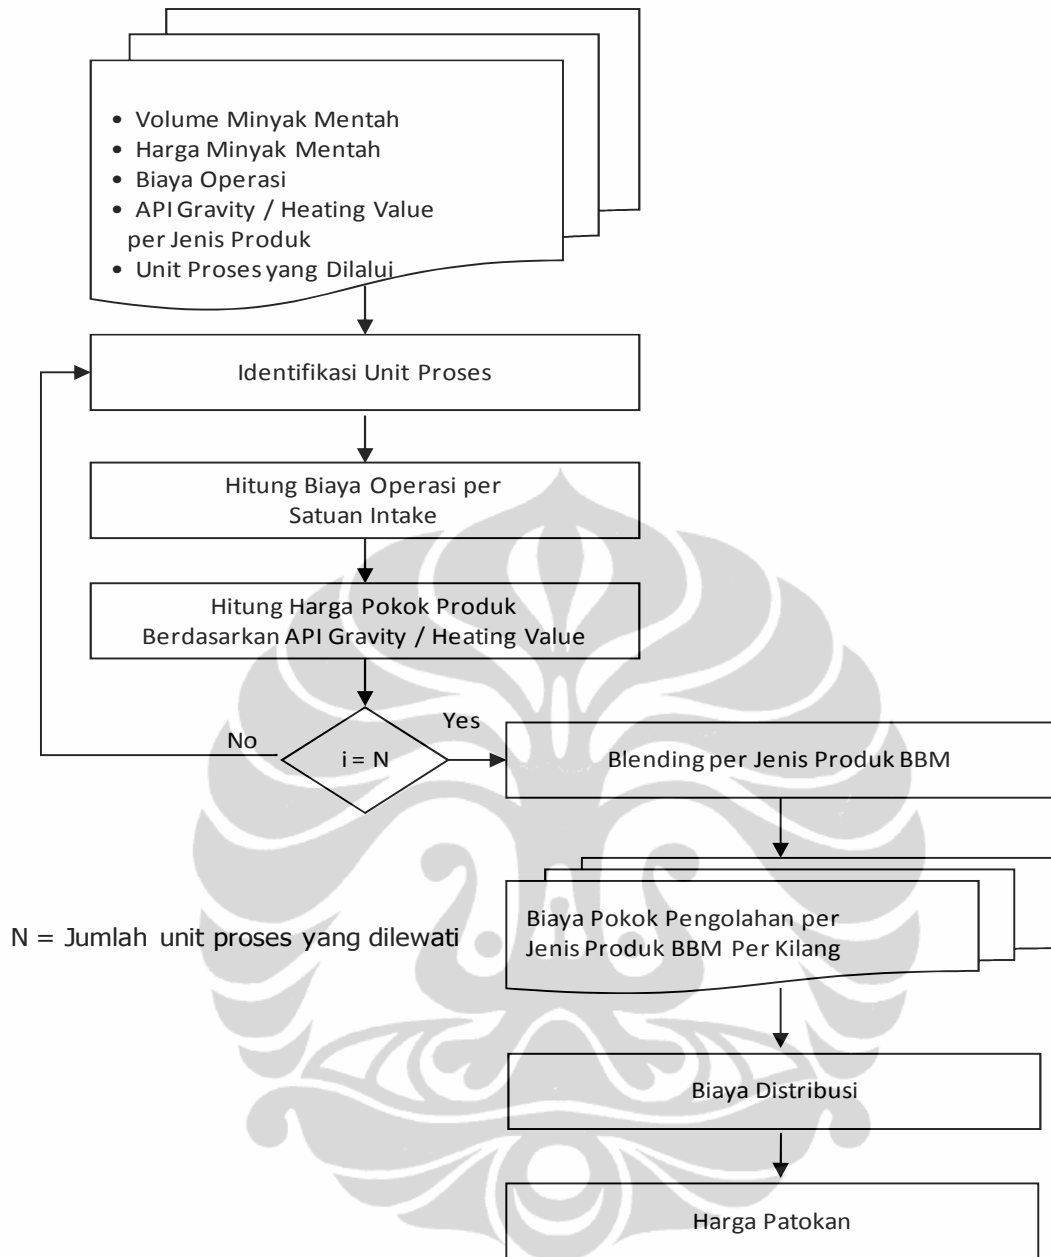 • Volume Minyak Mentah
• Harga Minyak Mentah
• Biaya Operasi
• API Gravity / Heating Value
per Jenis Produk
• Unit Proses yang Dilalui
Identifikasi Unit Proses
Hitung Biaya Operasi per
Satuan Intake
Hitung Harga Pokok Produk
Berdasarkan API Gravity / Heating Value
No
i = N
Yes
Blending per Jenis Produk BBM
N = Jumlah unit proses yang dilewati
Biaya Pokok Pengolahan per
Jenis Produk BBM Per Kilang
Biaya Distribusi
Harga Patokan